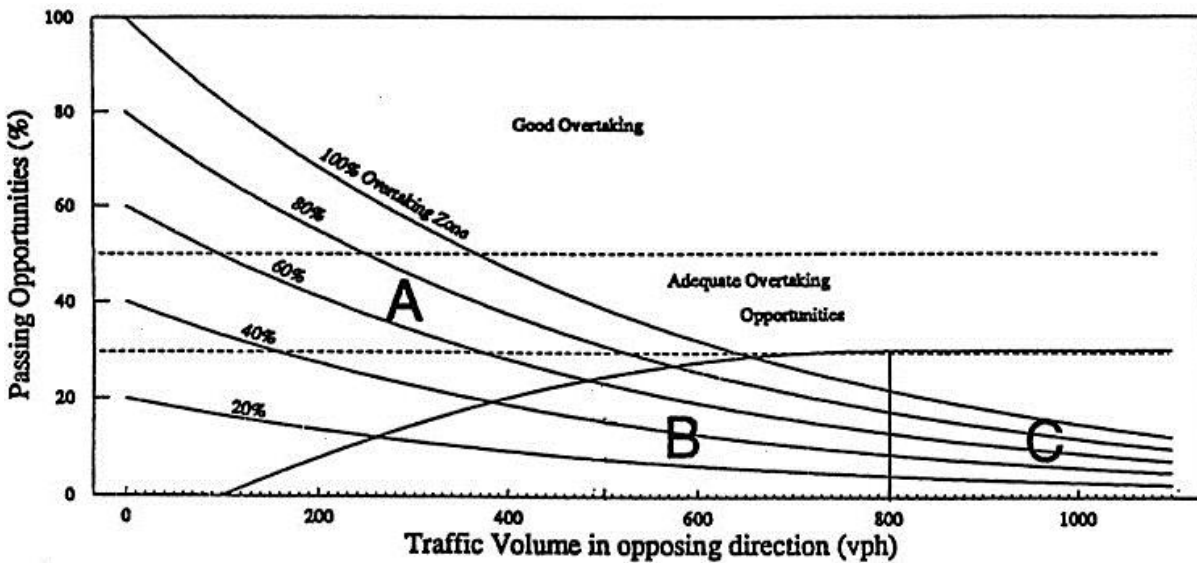 Passing Opportunities (%)
100
80
60
40
20
0
100% Overtaking Zone
80%
60%
40%
20%
Good Overtaking
Adequate Overtaking
Opportunities
A
B
C
0
200
400
600
800
1000
Traffic Volume in opposing direction (vph)